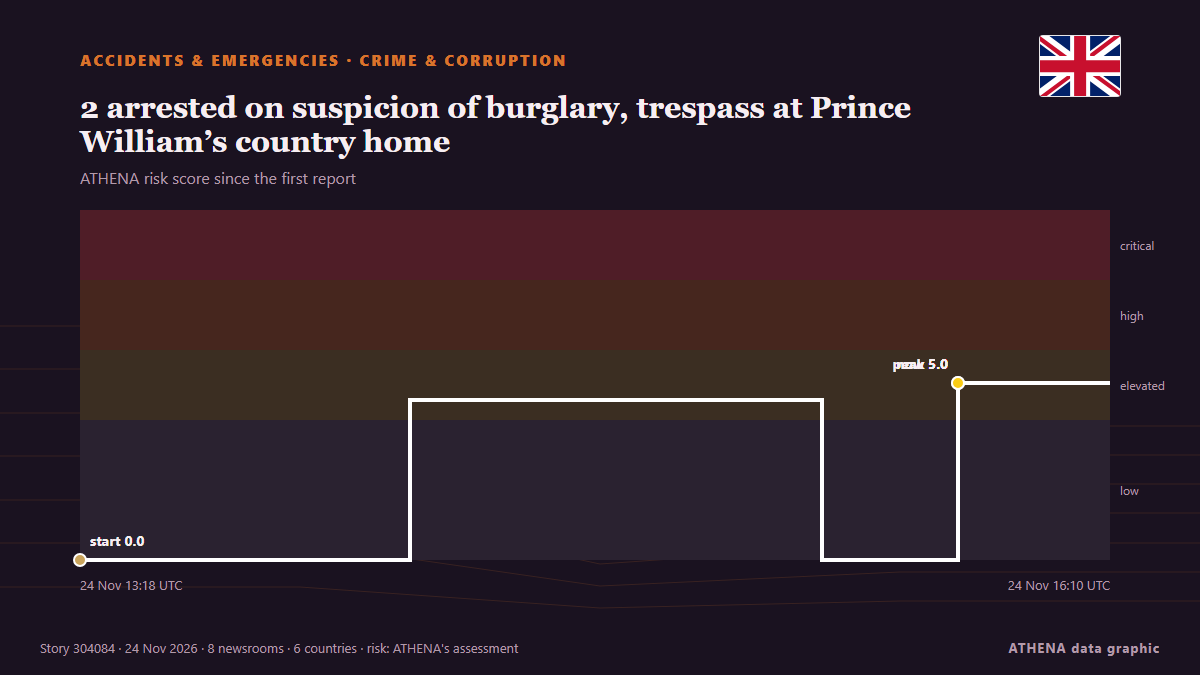 ACCIDENTS & EMERGENCIES · CRIME & CORRUPTION
2 arrested on suspicion of burglary, trespass at Prince
William’s country home
ATHENA risk score since the first report
critical
high
peak 5.0
elevated
low
start 0.0
24 Nov 13:18 UTC
24 Nov 16:10 UTC
Story 304084 · 24 Nov 2026 · 8 newsrooms · 6 countries · risk: ATHENA's assessment
ATHENA data graphic